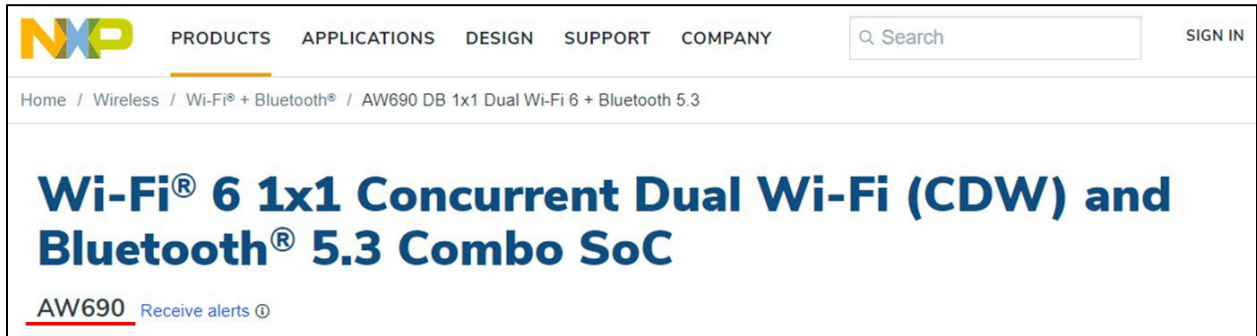 NXP PRODUCTS APPLICATIONS DESIGN SUPPORT COMPANY Search SIGN IN
Home / Wireless / Wi-Fi® + Bluetooth® / AW690 DB 1x1 Dual Wi-Fi 6 + Bluetooth 5.3
Wi-Fi® 6 1x1 Concurrent Dual Wi-Fi (CDW) and
Bluetooth® 5.3 Combo SoC
AW690 Receive alerts